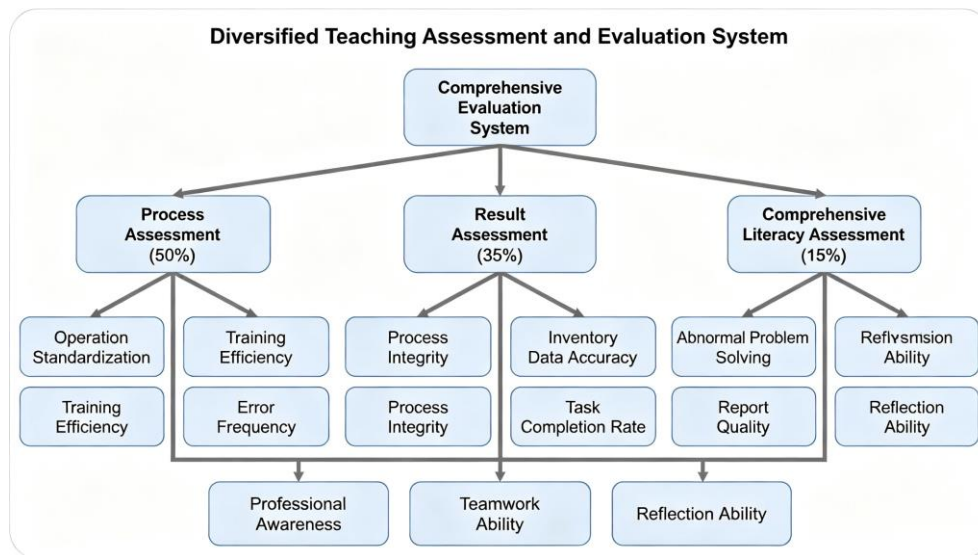 Diversified Teaching Assessment and Evaluation System
Comprehensive
Evaluation
System
Process
Assessment
(50%)
Result
Assessment
(35%)
Comprehensive
Literacy Assessment
(15%)
Operation
Standardization
Training
Efficiency
Process
Integrity
Inventory
Data Accuracy
Abnormal Problem
Solving
Ability
Training
Efficiency
Error
Frequency
Process
Integrity
Task
Completion Rate
Report
Quality
Reflection
Ability
Professional
Awareness
Teamwork
Ability
Reflection Ability